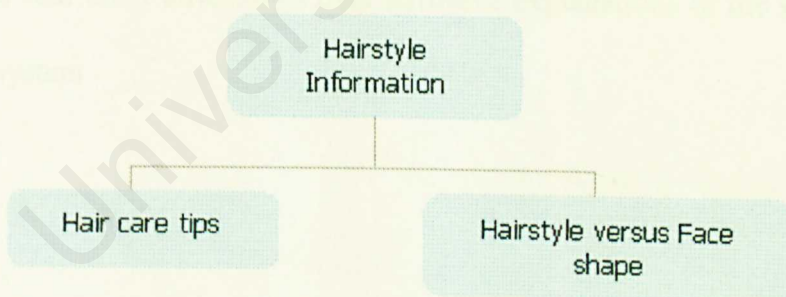 Hairstyle
Information
Hair care tips
Hairstyle versus Face
shape